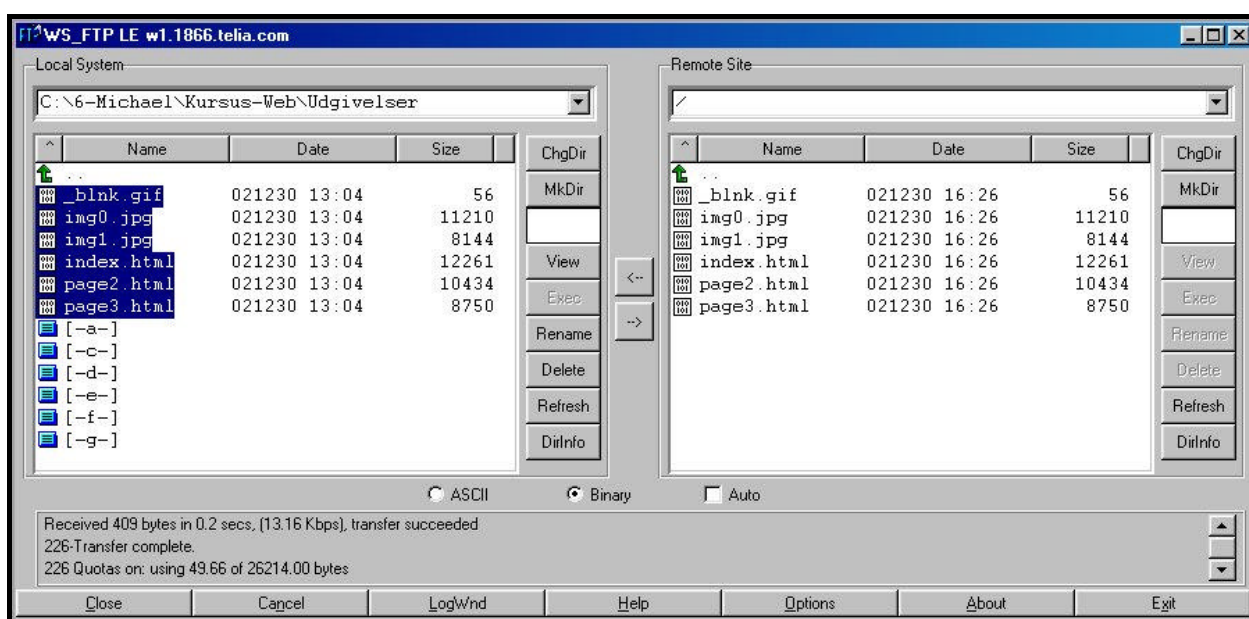 WS_FTP LE w1.1866.telia.com
Local System
C:\6-Michael\Kursus-Web\Udgivelser
^ Name Date Size
..
_blnk.gif 021230 13:04 56
img0.jpg 021230 13:04 11210
img1.jpg 021230 13:04 8144
index.html 021230 13:04 12261
page2.html 021230 13:04 10434
page3.html 021230 13:04 8750
[-a-]
[-c-]
[-d-]
[-e-]
[-f-]
[-g-]
ChgDir
MkDir
View
Exec
Rename
Delete
Refresh
DirInfo
<--
-->
Remote Site
/
^ Name Date Size
..
_blnk.gif 021230 16:26 56
img0.jpg 021230 16:26 11210
img1.jpg 021230 16:26 8144
index.html 021230 16:26 12261
page2.html 021230 16:26 10434
page3.html 021230 16:26 8750
ChgDir
MkDir
View
Exec
Rename
Delete
Refresh
DirInfo
ASCII Binary Auto
Received 409 bytes in 0.2 secs, (13.16 Kbps), transfer succeeded
226-Transfer complete.
226 Quotas on: using 49.66 of 26214.00 bytes
Close Cancel LogWnd Help Options About Exit